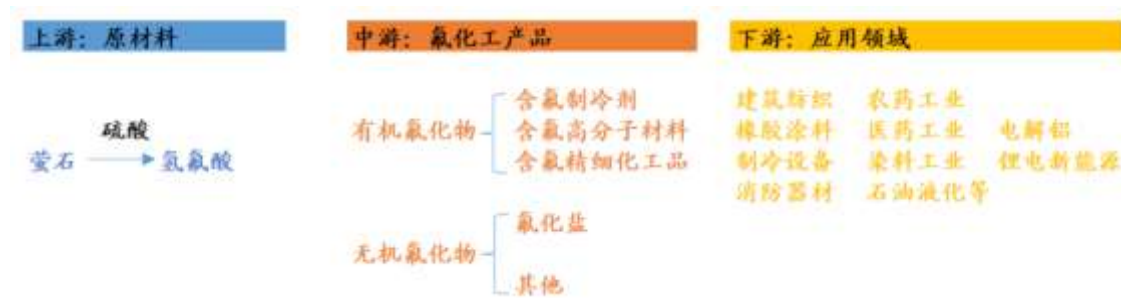 上游：原材料
中游：氟化工产品
下游：应用领域
硫酸
萤石
氢氟酸
有机氟化物
含氟制冷剂
含氟高分子材料
含氟精细化工品
无机氟化物
氟化盐
其他
建筑纺织 农药工业
橡胶涂料 医药工业 电解铝
制冷设备 染料工业 锂电新能源
消防器材 石油液化等